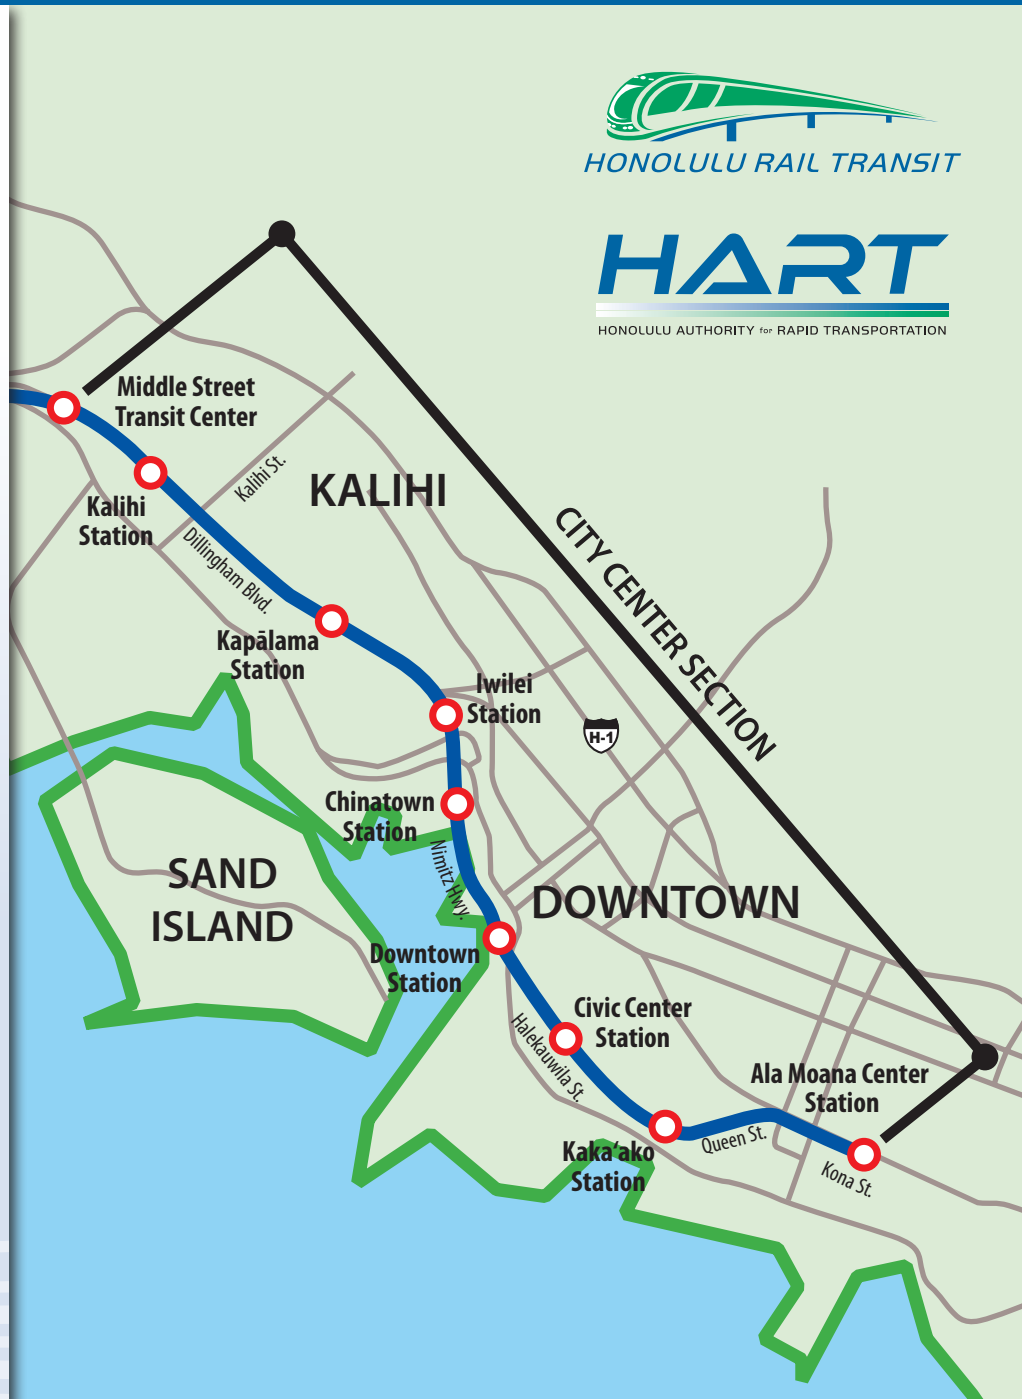 HONOLULU RAIL TRANSIT
HART
HONOLULU AUTHORITY for RAPID TRANSPORTATION
Middle Street
Transit Center
Kalihi St.
KALIHI
Kalihi
Station
Dillingham Blvd.
CITY CENTER SECTION
Kapālama
Station
Iwilei
Station
H-1
Chinatown
Station
Nimitz Hwy.
SAND
ISLAND
DOWNTOWN
Downtown
Station
Civic Center
Station
Halekauwila St.
Ala Moana Center
Station
Kakaʻako
Station
Queen St.
Kona St.